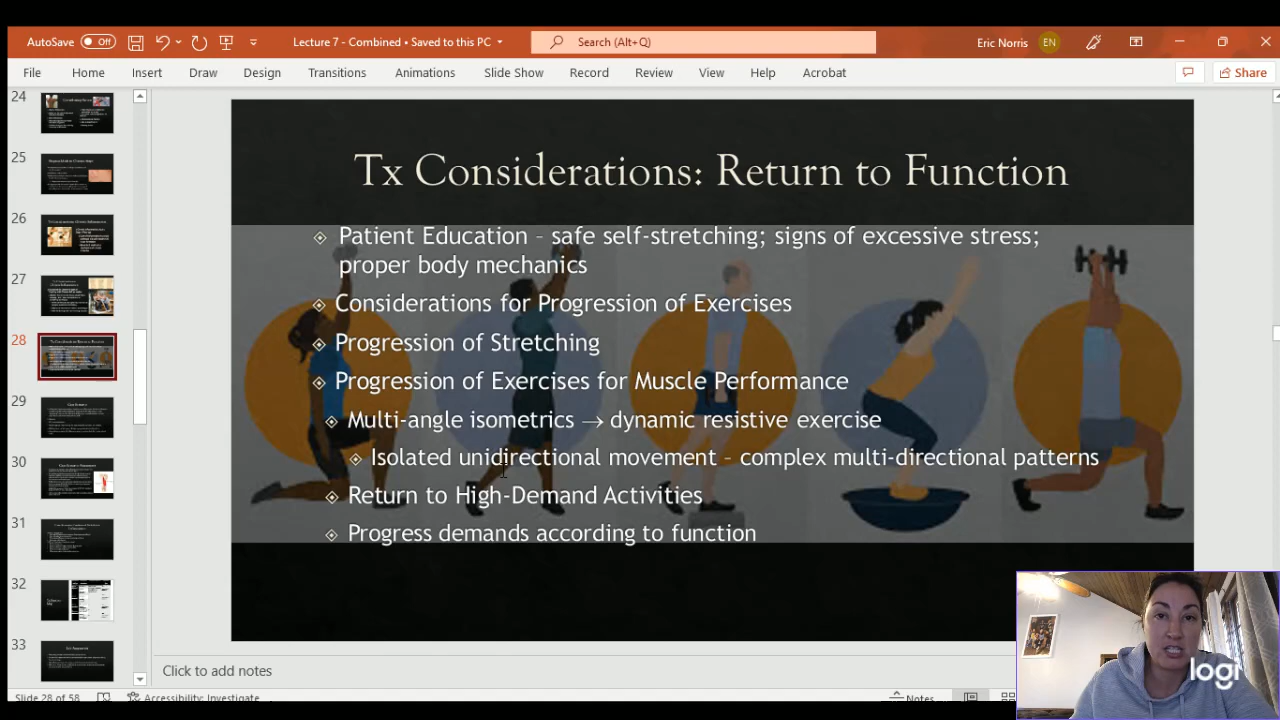 AutoSave Off Lecture 7 - Combined • Saved to this PC Search (Alt+Q) Eric Norris EN
File Home Insert Draw Design Transitions Animations Slide Show Record Review View Help Acrobat Share
24
25
26
27
28
29
30
31
32
33
Tx Considerations: Return to Function
Patient Education – safe self-stretching; signs of excessive stress;
proper body mechanics
Considerations for Progression of Exercises
Progression of Stretching
Progression of Exercises for Muscle Performance
Multi-angle isometrics → dynamic resistive exercise
Isolated unidirectional movement – complex multi-directional patterns
Return to High-Demand Activities
Progress demands according to function
Click to add notes
Slide 28 of 58 Accessibility: Investigate Notes
logi